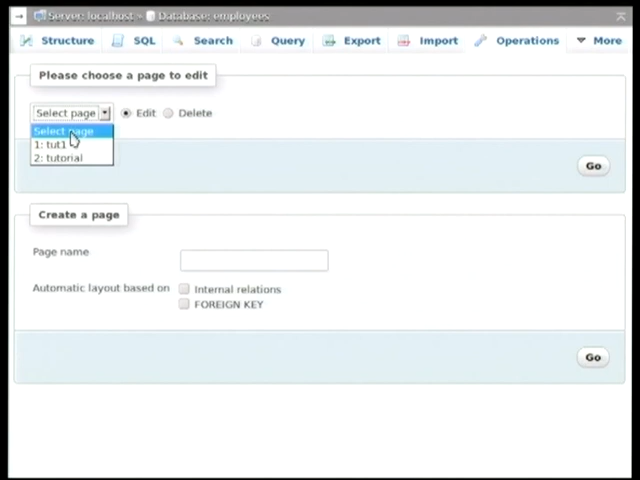 Server: localhost » Database: employees
Structure SQL Search Query Export Import Operations More
Please choose a page to edit
Select page Edit Delete
Select page
1: tut1
2: tutorial
Go
Create a page
Page name
Automatic layout based on Internal relations
FOREIGN KEY
Go